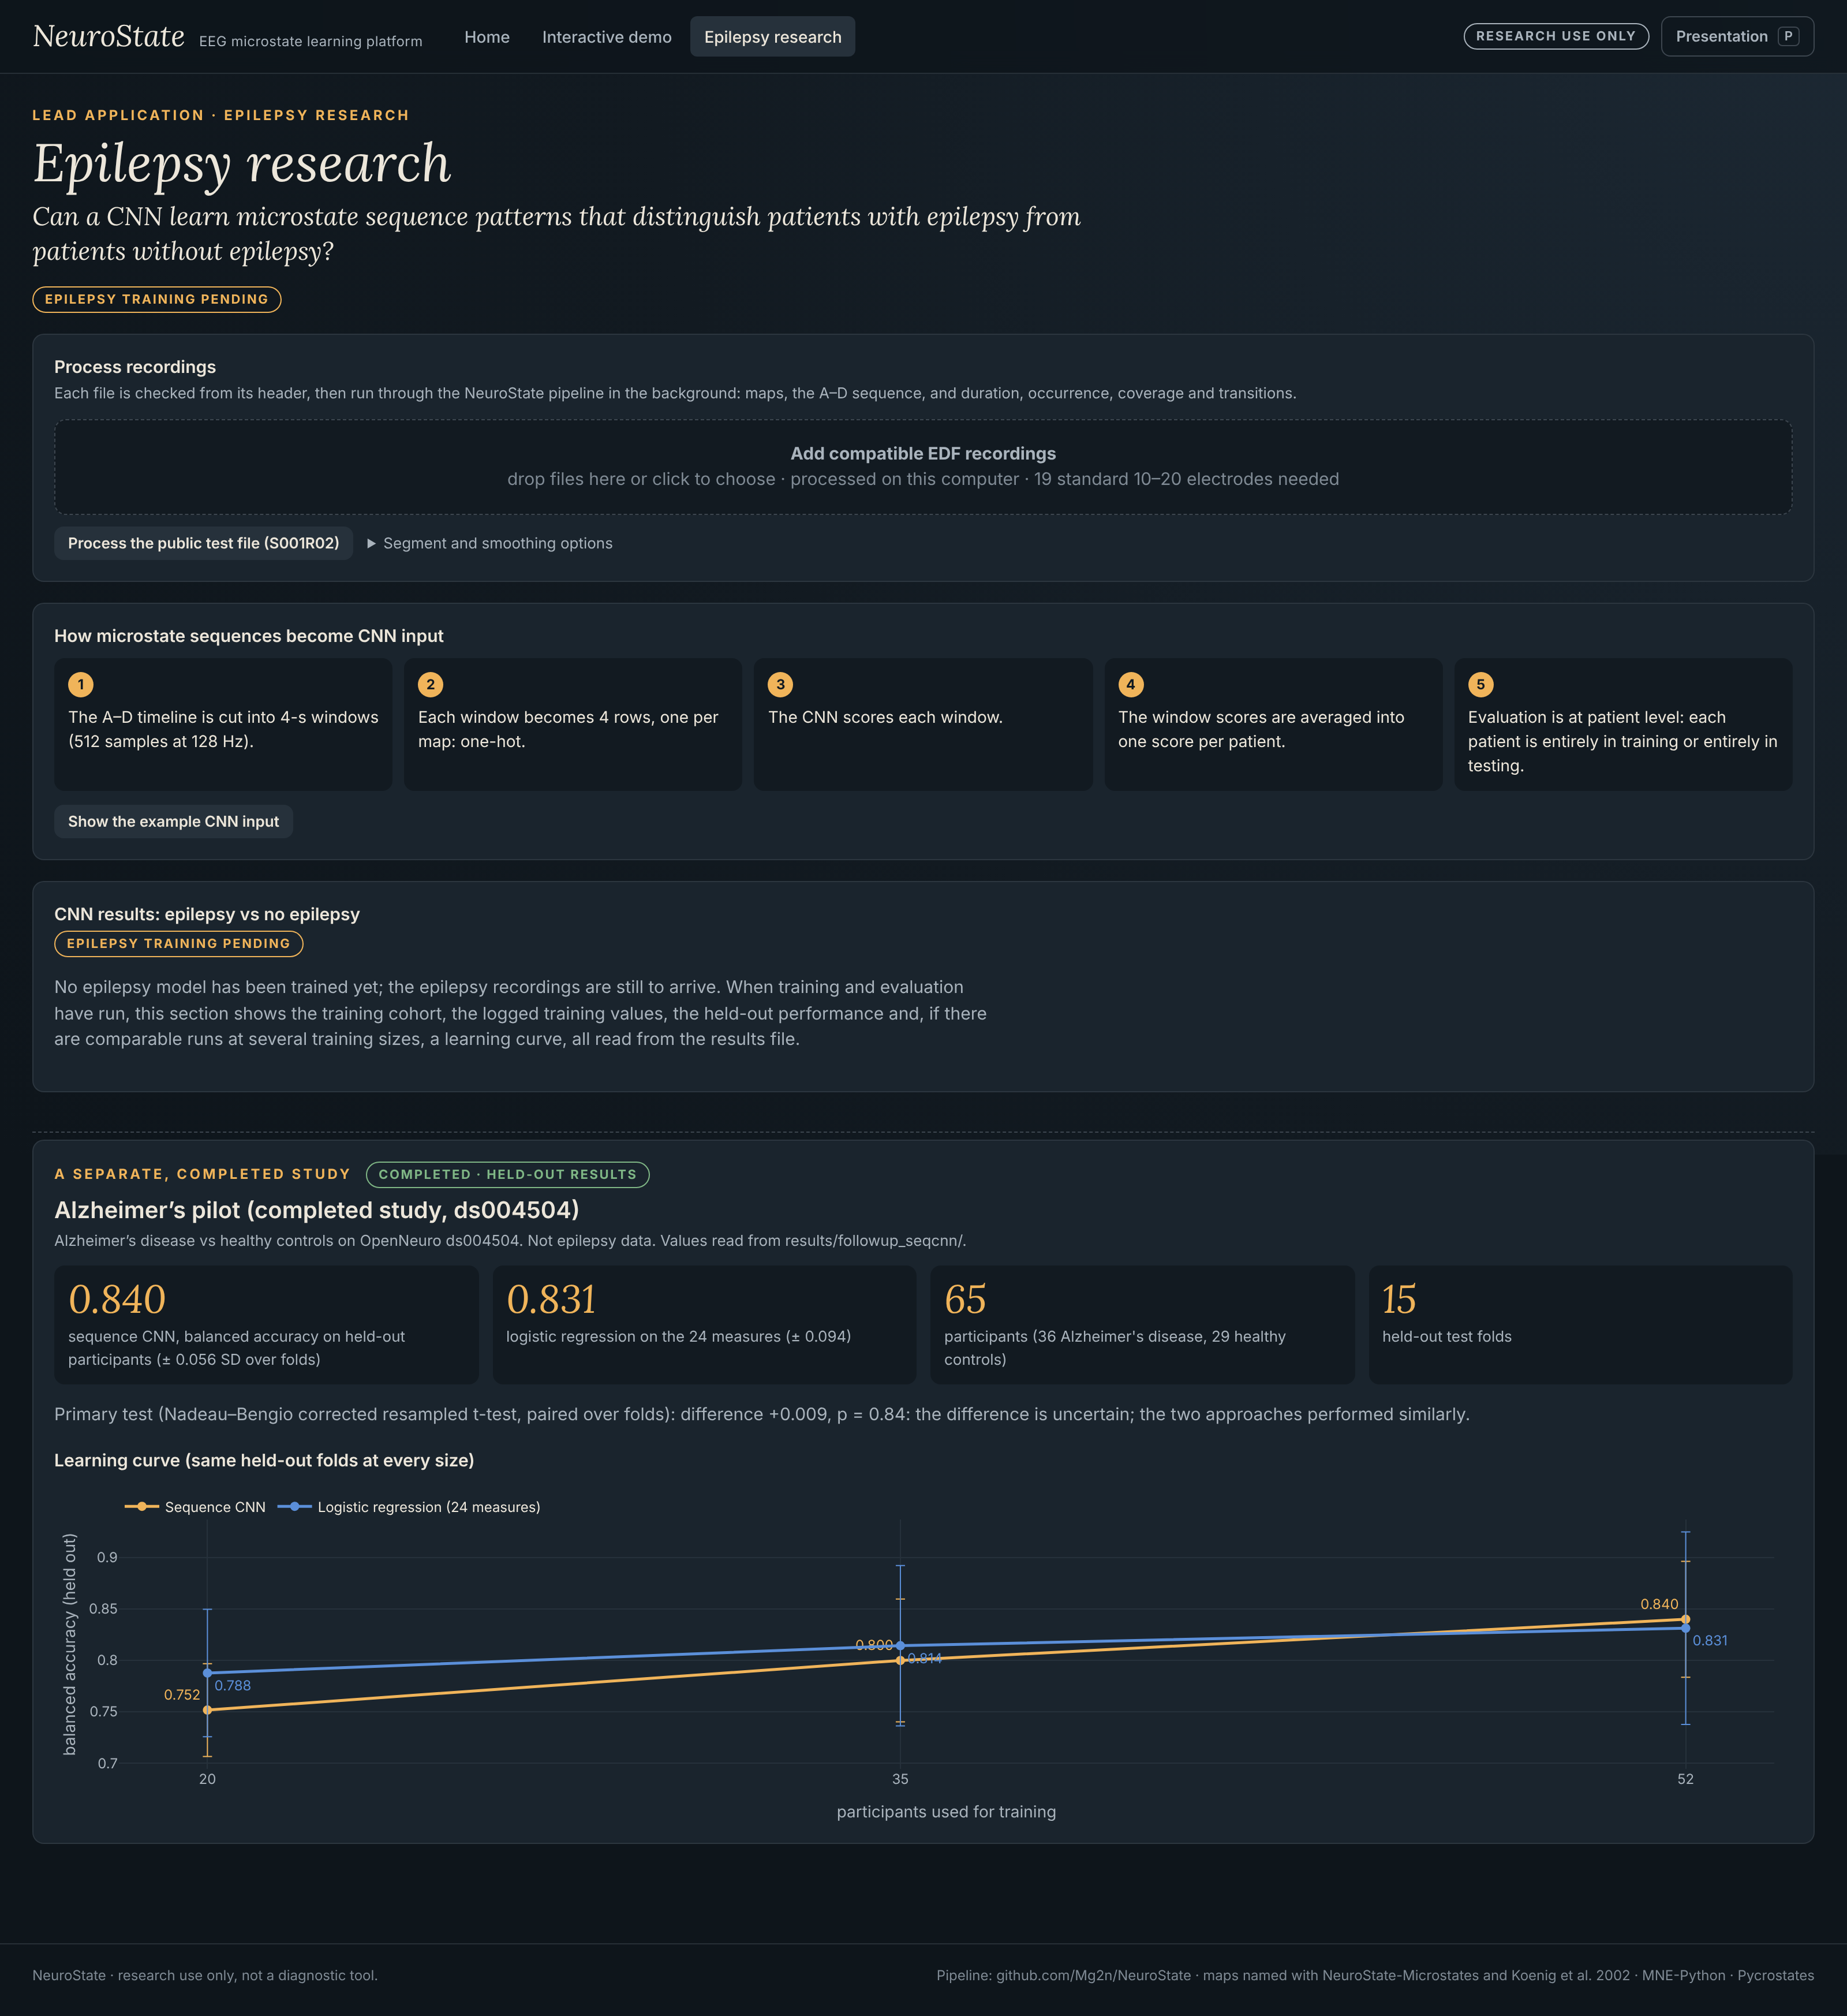 NeuroState EEG microstate learning platform Home Interactive demo Epilepsy research RESEARCH USE ONLY Presentation P
LEAD APPLICATION · EPILEPSY RESEARCH
Epilepsy research
Can a CNN learn microstate sequence patterns that distinguish patients with epilepsy from
patients without epilepsy?
EPILEPSY TRAINING PENDING
Process recordings
Each file is checked from its header, then run through the NeuroState pipeline in the background: maps, the A–D sequence, and duration, occurrence, coverage and transitions.
Add compatible EDF recordings
drop files here or click to choose · processed on this computer · 19 standard 10–20 electrodes needed
Process the public test file (S001R02) ▶ Segment and smoothing options
How microstate sequences become CNN input
1
The A–D timeline is cut into 4-s windows
(512 samples at 128 Hz).
2
Each window becomes 4 rows, one per
map: one-hot.
3
The CNN scores each window.
4
The window scores are averaged into
one score per patient.
5
Evaluation is at patient level: each
patient is entirely in training or entirely in
testing.
Show the example CNN input
CNN results: epilepsy vs no epilepsy
EPILEPSY TRAINING PENDING
No epilepsy model has been trained yet; the epilepsy recordings are still to arrive. When training and evaluation
have run, this section shows the training cohort, the logged training values, the held-out performance and, if there
are comparable runs at several training sizes, a learning curve, all read from the results file.
A SEPARATE, COMPLETED STUDY COMPLETED · HELD-OUT RESULTS
Alzheimer’s pilot (completed study, ds004504)
Alzheimer’s disease vs healthy controls on OpenNeuro ds004504. Not epilepsy data. Values read from results/followup_seqcnn/.
0.840
sequence CNN, balanced accuracy on held-out
participants (± 0.056 SD over folds)
0.831
logistic regression on the 24 measures (± 0.094)
65
participants (36 Alzheimer's disease, 29 healthy
controls)
15
held-out test folds
Primary test (Nadeau–Bengio corrected resampled t-test, paired over folds): difference +0.009, p = 0.84: the difference is uncertain; the two approaches performed similarly.
Learning curve (same held-out folds at every size)
Sequence CNN Logistic regression (24 measures)
balanced accuracy (held out)
0.9
0.85
0.8
0.75
0.7
0.752
0.788
0.800
0.814
0.840
0.831
20 35 52
participants used for training
NeuroState · research use only, not a diagnostic tool. Pipeline: github.com/Mg2n/NeuroState · maps named with NeuroState-Microstates and Koenig et al. 2002 · MNE-Python · Pycrostates